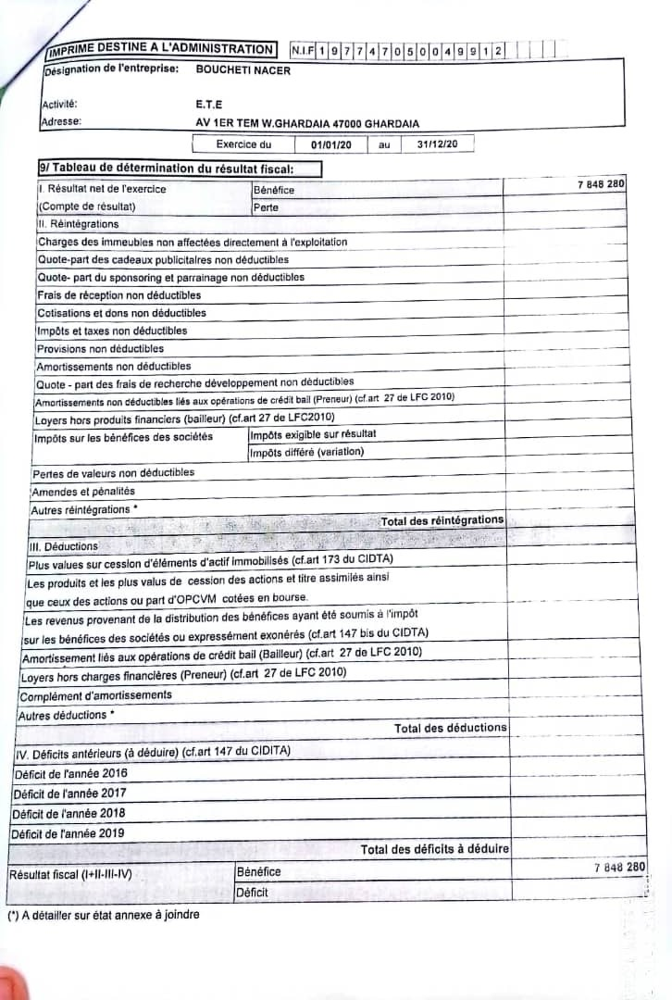 IMPRIME DESTINE A L'ADMINISTRATION N.I.F 1 9 7 7 4 7 0 5 0 0 4 9 9 1 2
Désignation de l'entreprise: BOUCHETI NACER
Activité: E.T.E
Adresse: AV 1ER TEM W.GHARDAIA 47000 GHARDAIA
Exercice du 01/01/20 au 31/12/20
9/ Tableau de détermination du résultat fiscal:
I. Résultat net de l'exercice Bénéfice 7 848 280
(Compte de résultat) Perte
II. Réintégrations
Charges des immeubles non affectées directement à l'exploitation
Quote-part des cadeaux publicitaires non déductibles
Quote- part du sponsoring et parrainage non déductibles
Frais de réception non déductibles
Cotisations et dons non déductibles
Impôts et taxes non déductibles
Provisions non déductibles
Amortissements non déductibles
Quote - part des frais de recherche développement non déductibles
Amortissements non déductibles liés aux opérations de crédit bail (Preneur) (cf.art 27 de LFC 2010)
Loyers hors produits financiers (bailleur) (cf.art 27 de LFC2010)
Impôts sur les bénéfices des sociétés Impôts exigible sur résultat
Impôts différé (variation)
Pertes de valeurs non déductibles
Amendes et pénalités
Autres réintégrations *
Total des réintégrations
III. Déductions
Plus values sur cession d'éléments d'actif immobilisés (cf.art 173 du CIDTA)
Les produits et les plus valus de cession des actions et titre assimilés ainsi
que ceux des actions ou part d'OPCVM cotées en bourse.
Les revenus provenant de la distribution des bénéfices ayant été soumis à l'impôt
sur les bénéfices des sociétés ou expressément exonérés (cf.art 147 bis du CIDTA)
Amortissement liés aux opérations de crédit bail (Bailleur) (cf.art 27 de LFC 2010)
Loyers hors charges financières (Preneur) (cf.art 27 de LFC 2010)
Complément d'amortissements
Autres déductions *
Total des déductions
IV. Déficits antérieurs (à déduire) (cf.art 147 du CIDITA)
Déficit de l'année 2016
Déficit de l'année 2017
Déficit de l'année 2018
Déficit de l'année 2019
Total des déficits à déduire
Résultat fiscal (I+II-III-IV) Bénéfice 7 848 280
Déficit
(*) A détailler sur état annexe à joindre